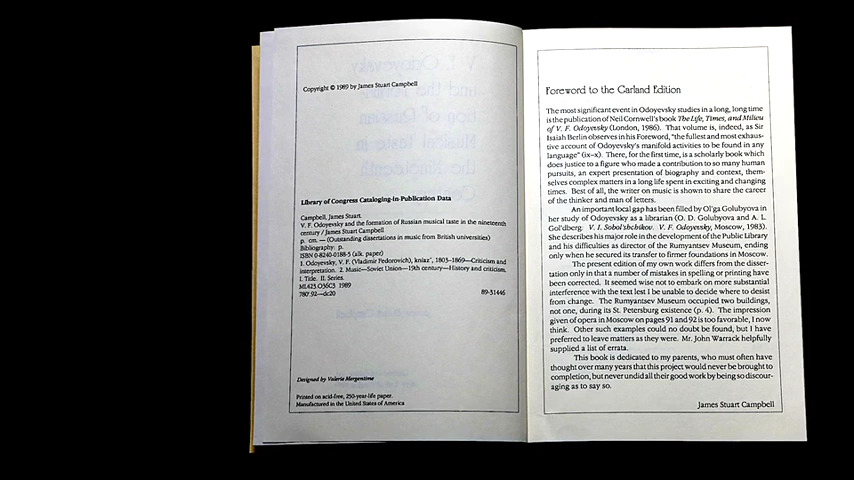 Copyright © 1989 by James Stuart Campbell
Library of Congress Cataloging-in-Publication Data
Campbell, James Stuart.
V. F. Odoyevsky and the formation of Russian musical taste in the nineteenth
century / James Stuart Campbell
p. cm. — (Outstanding dissertations in music from British universities)
Bibliography: p.
ISBN 0-8240-0188-5 (alk. paper)
1. Odoyevsky, V. F. (Vladimir Fedorovich), kniaz', 1803–1869—Criticism and
interpretation. 2. Music—Soviet Union—19th century—History and criticism.
I. Title. II. Series.
ML423.O36C3 1989
780'.92—dc20 89-31446
Designed by Valerie Mergentime
Printed on acid-free, 250-year-life paper.
Manufactured in the United States of America
Foreword to the Garland Edition
The most significant event in Odoyevsky studies in a long, long time
is the publication of Neil Cornwell's book The Life, Times, and Milieu
of V. F. Odoyevsky (London, 1986). That volume is, indeed, as Sir
Isaiah Berlin observes in his Foreword, "the fullest and most exhaus-
tive account of Odoyevsky's manifold activities to be found in any
language" (ix–x). There, for the first time, is a scholarly book which
does justice to a figure who made a contribution to so many human
pursuits, an expert presentation of biography and context, them-
selves complex matters in a long life spent in exciting and changing
times. Best of all, the writer on music is shown to share the career
of the thinker and man of letters.
An important local gap has been filled by Ol'ga Golubyova in
her study of Odoyevsky as a librarian (O. D. Golubyova and A. L.
Gol'dberg: V. I. Sobol'shchikov. V. F. Odoyevsky, Moscow, 1983).
She describes his major role in the development of the Public Library
and his difficulties as director of the Rumyantsev Museum, ending
only when he secured its transfer to firmer foundations in Moscow.
The present edition of my own work differs from the disser-
tation only in that a number of mistakes in spelling or printing have
been corrected. It seemed wise not to embark on more substantial
interference with the text lest I be unable to decide where to desist
from change. The Rumyantsev Museum occupied two buildings,
not one, during its St. Petersburg existence (p. 4). The impression
given of opera in Moscow on pages 91 and 92 is too favorable, I now
think. Other such examples could no doubt be found, but I have
preferred to leave matters as they were. Mr. John Warrack helpfully
supplied a list of errata.
This book is dedicated to my parents, who must often have
thought over many years that this project would never be brought to
completion, but never undid all their good work by being so discour-
aging as to say so.
James Stuart Campbell